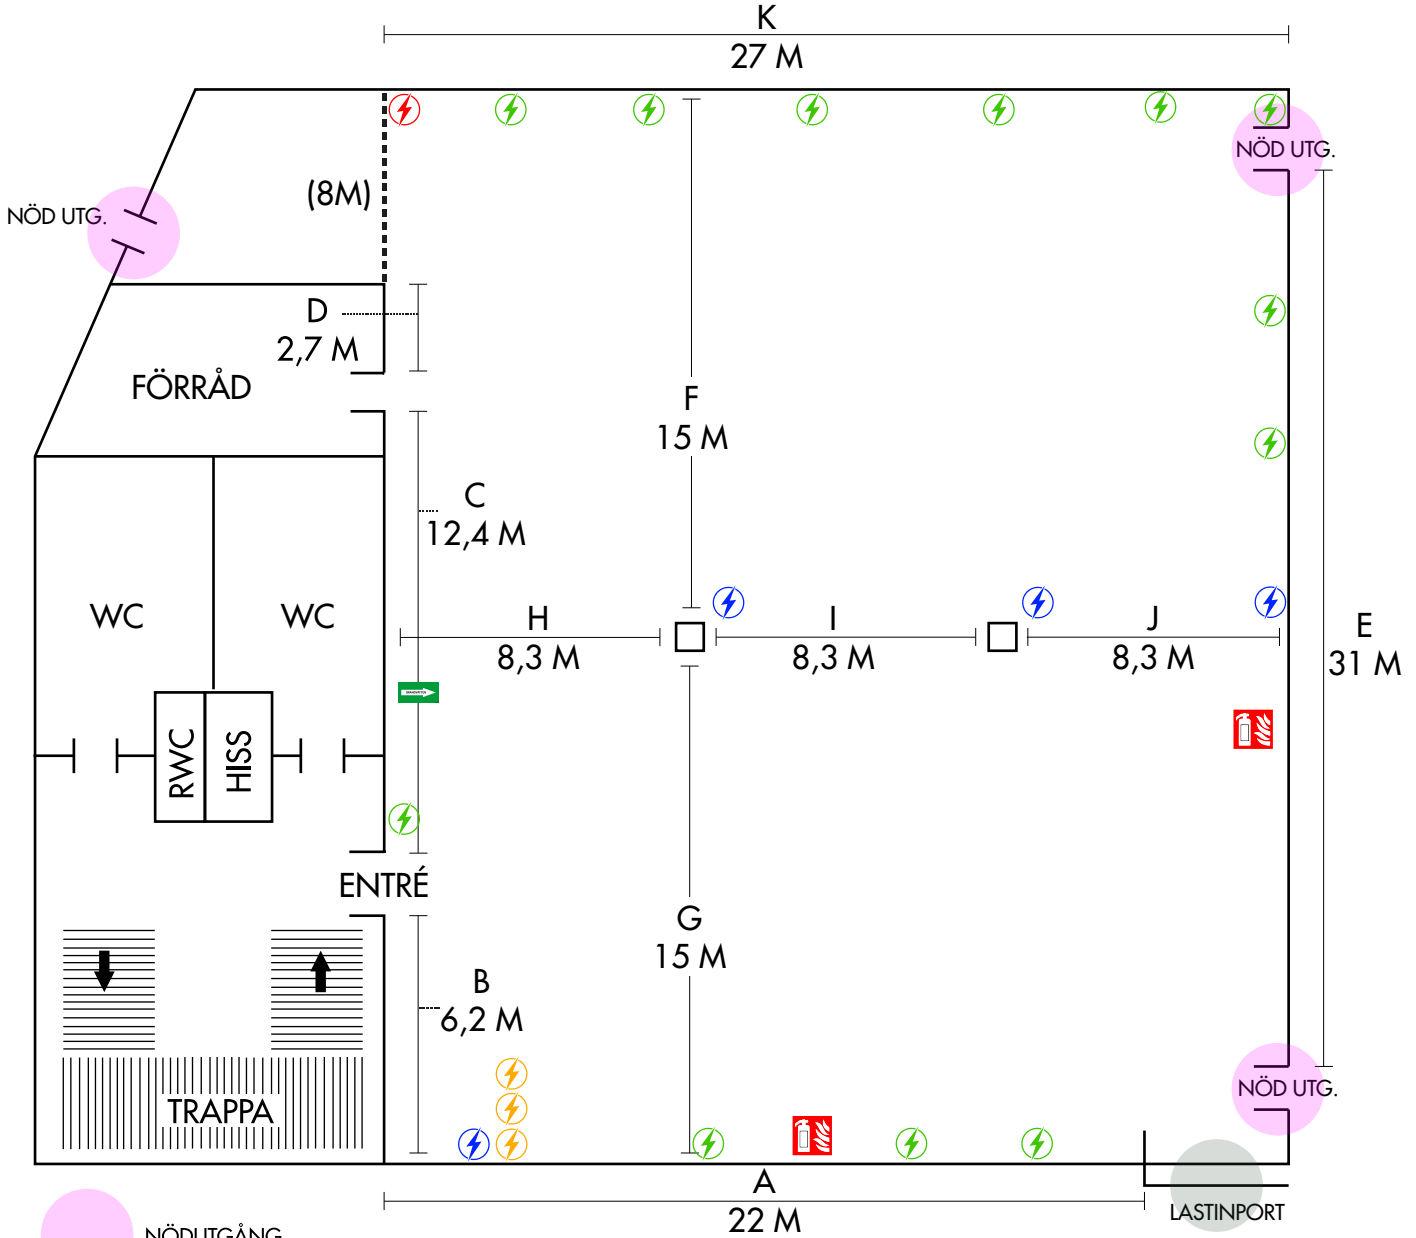 K
27 M
NÖD UTG.
(8M)
NÖD UTG.
D
2,7 M
FÖRRÅD
F
15 M
C
12,4 M
WC
WC
H
8,3 M
I
8,3 M
J
8,3 M
E
31 M
RWC
HISS
ENTRÉ
G
15 M
B
6,2 M
TRAPPA
NÖD UTG.
A
22 M
LASTINPORT
NÖDUTGÅNG